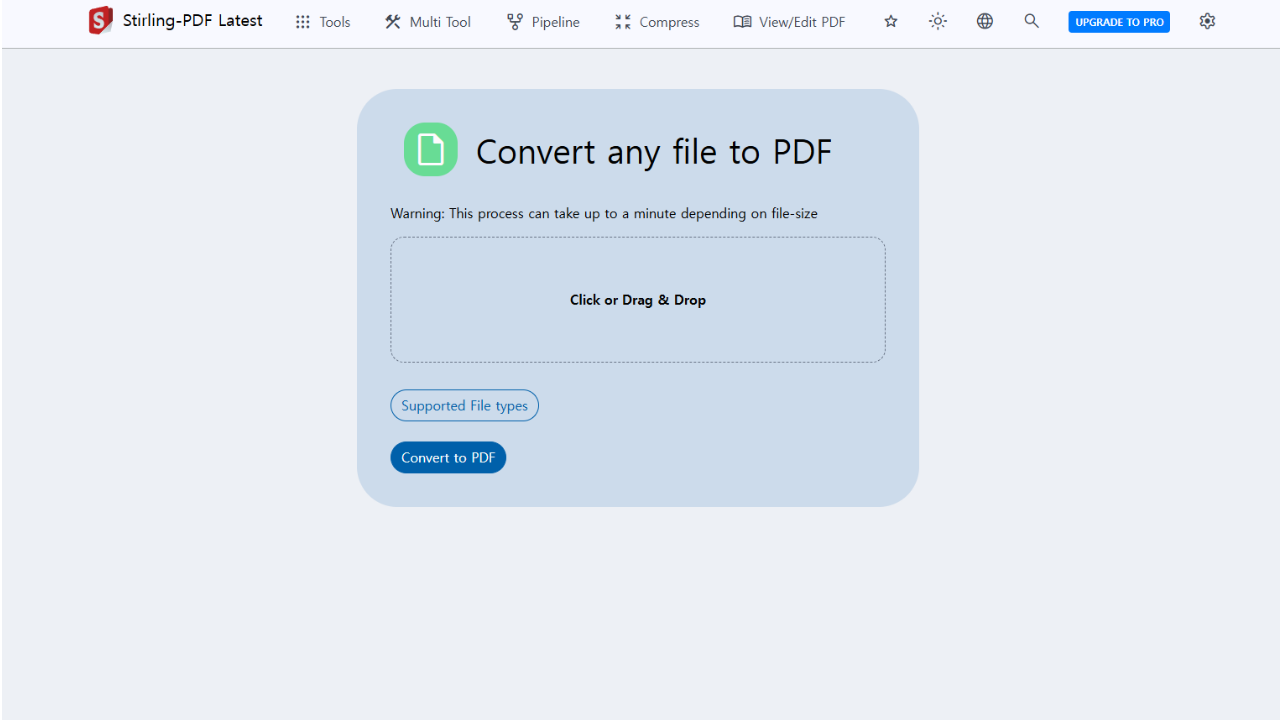 Stirling-PDF Latest Tools Multi Tool Pipeline Compress View/Edit PDF UPGRADE TO PRO
Convert any file to PDF
Warning: This process can take up to a minute depending on file-size
Click or Drag & Drop
Supported File types
Convert to PDF